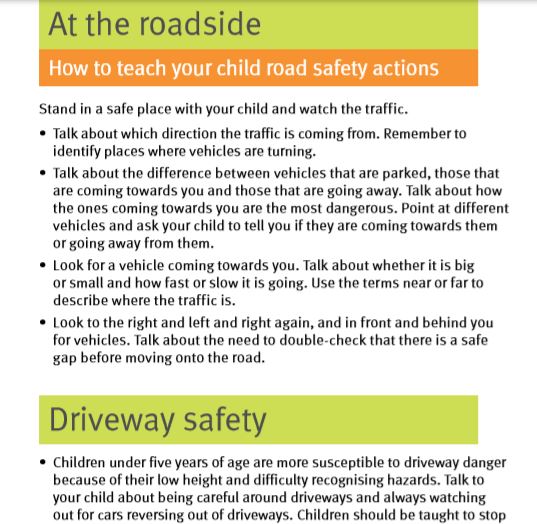 At the roadside
How to teach your child road safety actions
Stand in a safe place with your child and watch the traffic.
• Talk about which direction the traffic is coming from. Remember to
identify places where vehicles are turning.
• Talk about the difference between vehicles that are parked, those that
are coming towards you and those that are going away. Talk about how
the ones coming towards you are the most dangerous. Point at different
vehicles and ask your child to tell you if they are coming towards them
or going away from them.
• Look for a vehicle coming towards you. Talk about whether it is big
or small and how fast or slow it is going. Use the terms near or far to
describe where the traffic is.
• Look to the right and left and right again, and in front and behind you
for vehicles. Talk about the need to double-check that there is a safe
gap before moving onto the road.
Driveway safety
• Children under five years of age are more susceptible to driveway danger
because of their low height and difficulty recognising hazards. Talk to
your child about being careful around driveways and always watching
out for cars reversing out of driveways. Children should be taught to stop